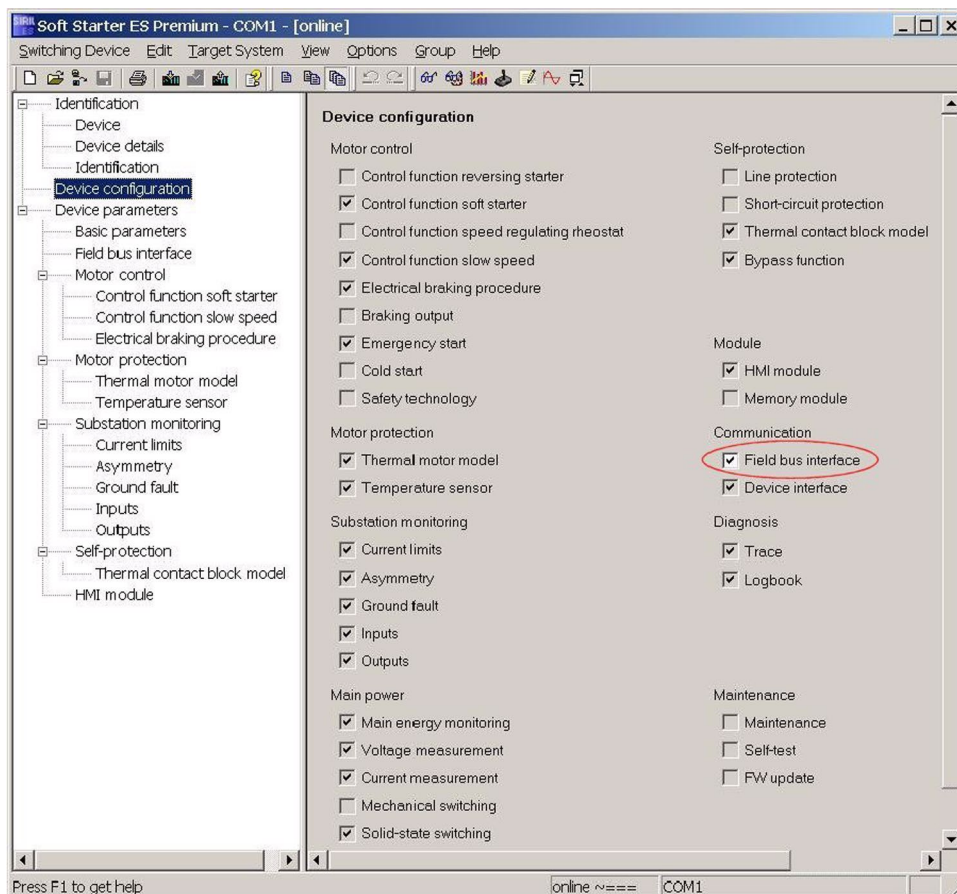 SIRK
ES
Soft Starter ES Premium - COM1 - [online]
Switching Device Edit Target System View Options Group Help
Identification
Device
Device details
Identification
Device configuration
Device parameters
Basic parameters
Field bus interface
Motor control
Control function soft starter
Control function slow speed
Electrical braking procedure
Motor protection
Thermal motor model
Temperature sensor
Substation monitoring
Current limits
Asymmetry
Ground fault
Inputs
Outputs
Self-protection
Thermal contact block model
HMI module
Device configuration
Motor control
Control function reversing starter
Control function soft starter
Control function speed regulating rheostat
Control function slow speed
Electrical braking procedure
Braking output
Emergency start
Cold start
Safety technology
Motor protection
Thermal motor model
Temperature sensor
Substation monitoring
Current limits
Asymmetry
Ground fault
Inputs
Outputs
Main power
Main energy monitoring
Voltage measurement
Current measurement
Mechanical switching
Solid-state switching
Self-protection
Line protection
Short-circuit protection
Thermal contact block model
Bypass function
Module
HMI module
Memory module
Communication
Field bus interface
Device interface
Diagnosis
Trace
Logbook
Maintenance
Maintenance
Self-test
FW update
Press F1 to get help
online ~===
COM1